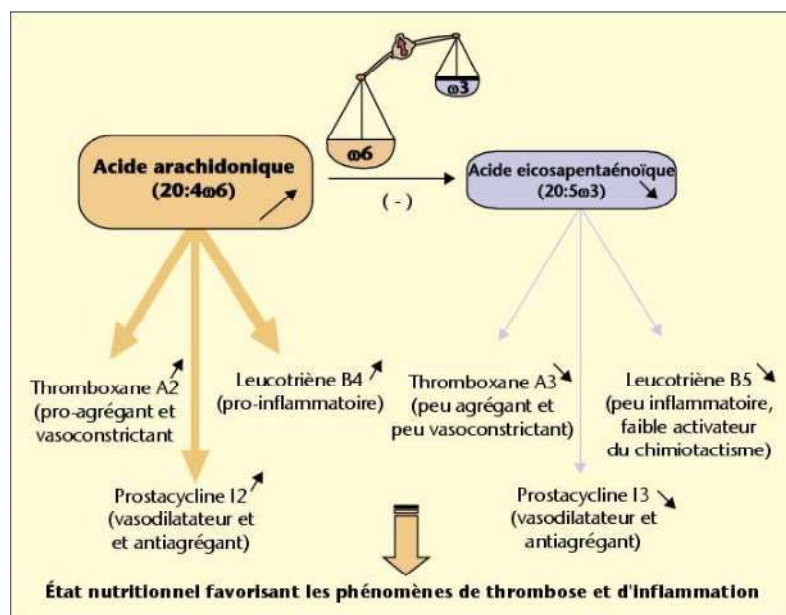 ω3
ω6
Acide arachidonique
(20:4ω6)
( - )
Acide eicosapentaénoïque
(20:5ω3)
Thromboxane A2
(pro-agrégant et
vasoconstrictant
Leucotriène B4
(pro-inflammatoire)
Thromboxane A3
(peu agrégant et
peu vasoconstrictant)
Leucotriène B5
(peu inflammatoire,
faible activateur
du chimiotactisme)
Prostacycline I2
(vasodilatateur et
et antiagrégant)
Prostacycline I3
(vasodilatateur et
antiagrégant)
État nutritionnel favorisant les phénomènes de thrombose et d'inflammation